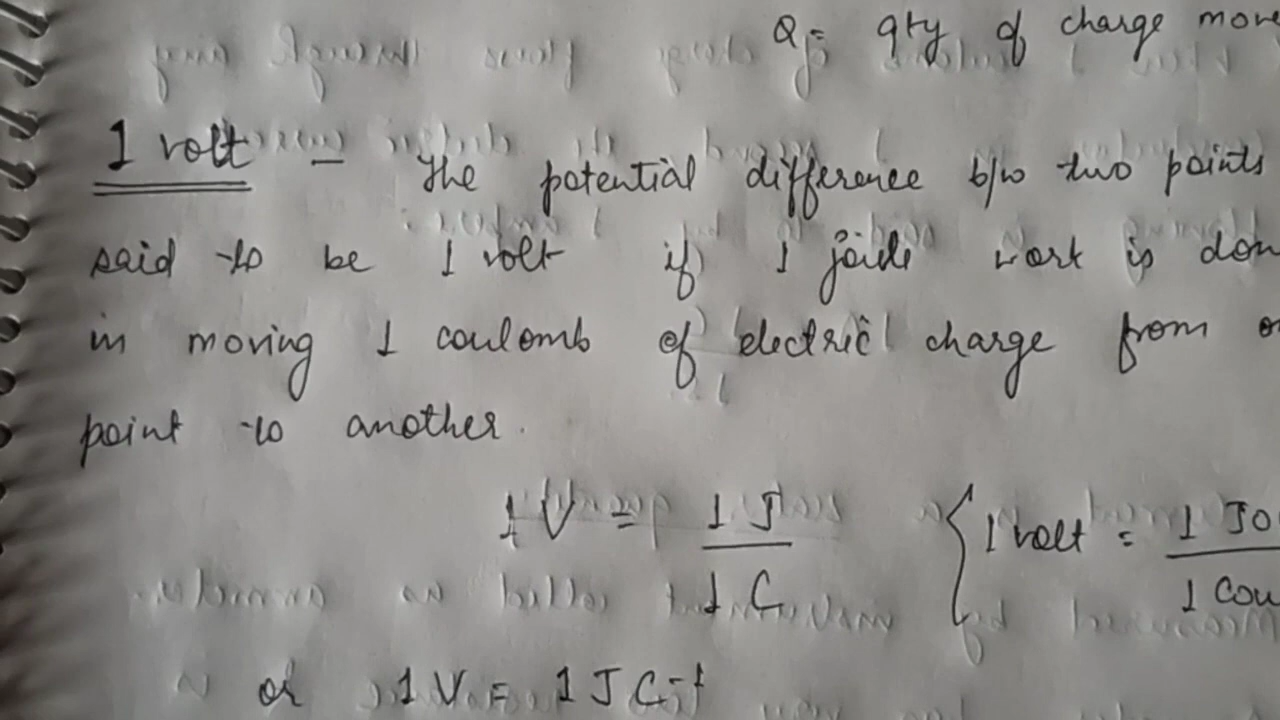 Q = qty of charge move
1 volt - The potential difference b/w two points
said to be 1 volt if 1 joule work is don
in moving 1 coulomb of electric charge from o
point to another.
1 V = 1 J / 1 C { 1 volt = 1 Jou / 1 Cou
or 1 V = 1 J C-1